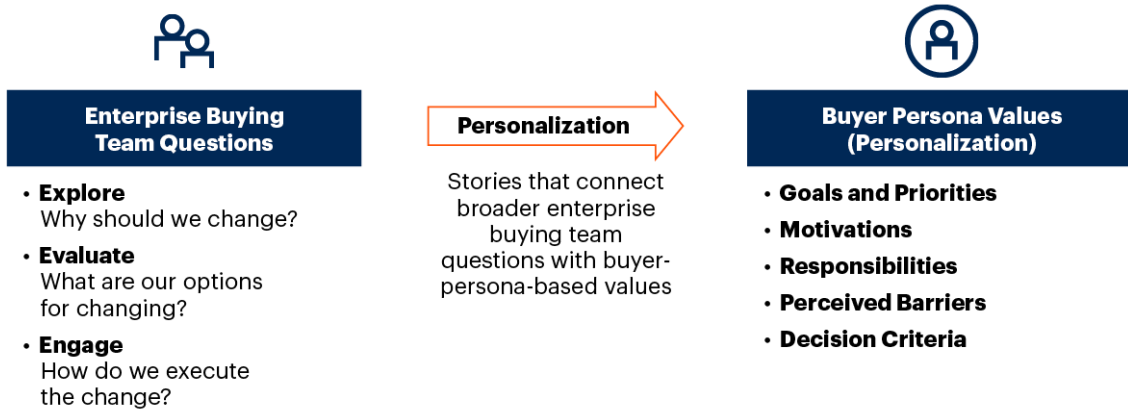 Enterprise Buying
Team Questions
• Explore
Why should we change?
• Evaluate
What are our options
for changing?
• Engage
How do we execute
the change?
Personalization
Stories that connect
broader enterprise
buying team
questions with buyer-
persona-based values
Buyer Persona Values
(Personalization)
• Goals and Priorities
• Motivations
• Responsibilities
• Perceived Barriers
• Decision Criteria